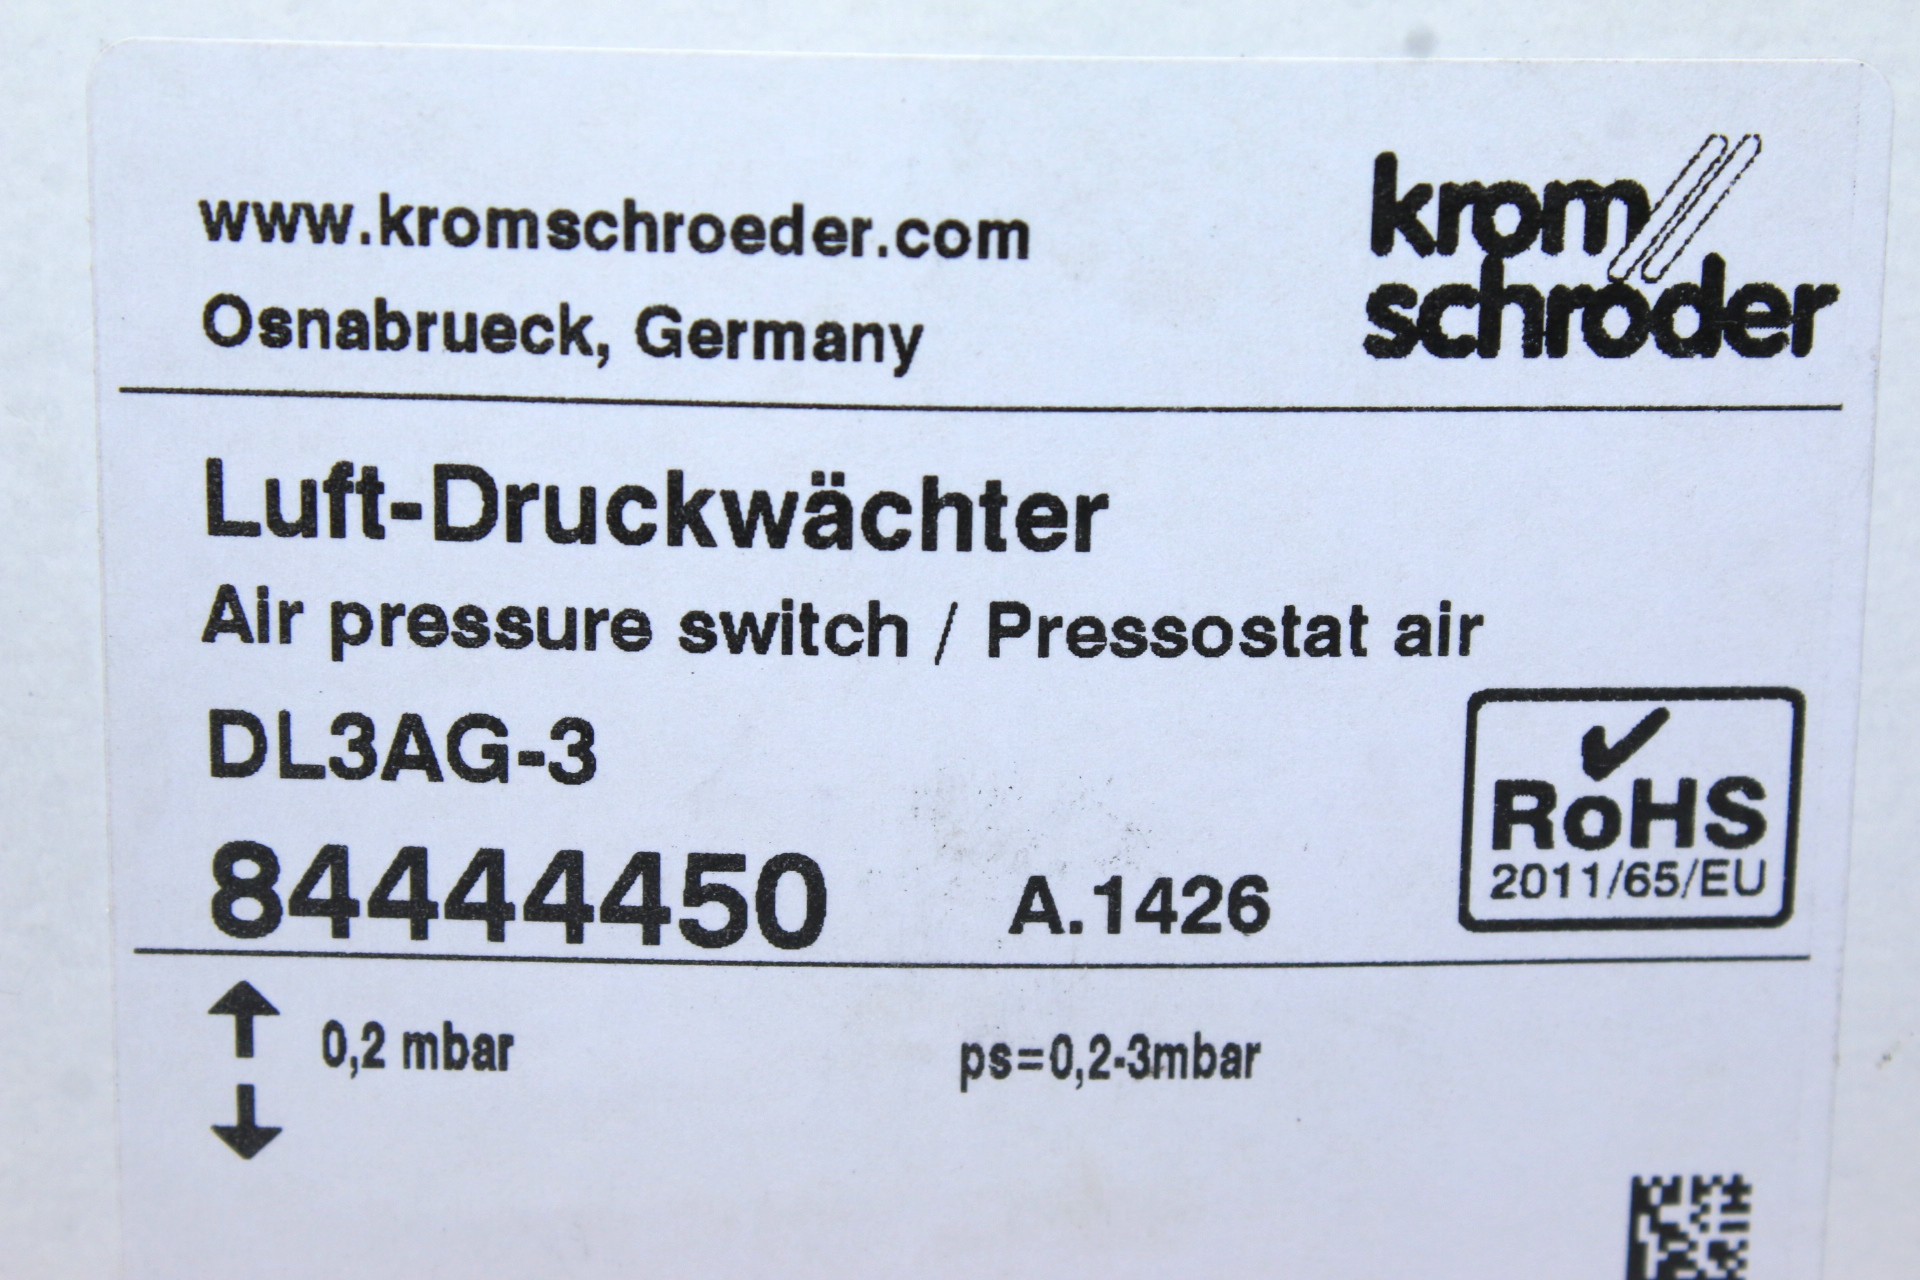 www.kromschroeder.com
Osnabrueck, Germany
krom
schröder
Luft-Druckwächter
Air pressure switch / Pressostat air
DL3AG-3
84444450 A.1426
RoHS
2011/65/EU
0,2 mbar ps=0,2-3mbar